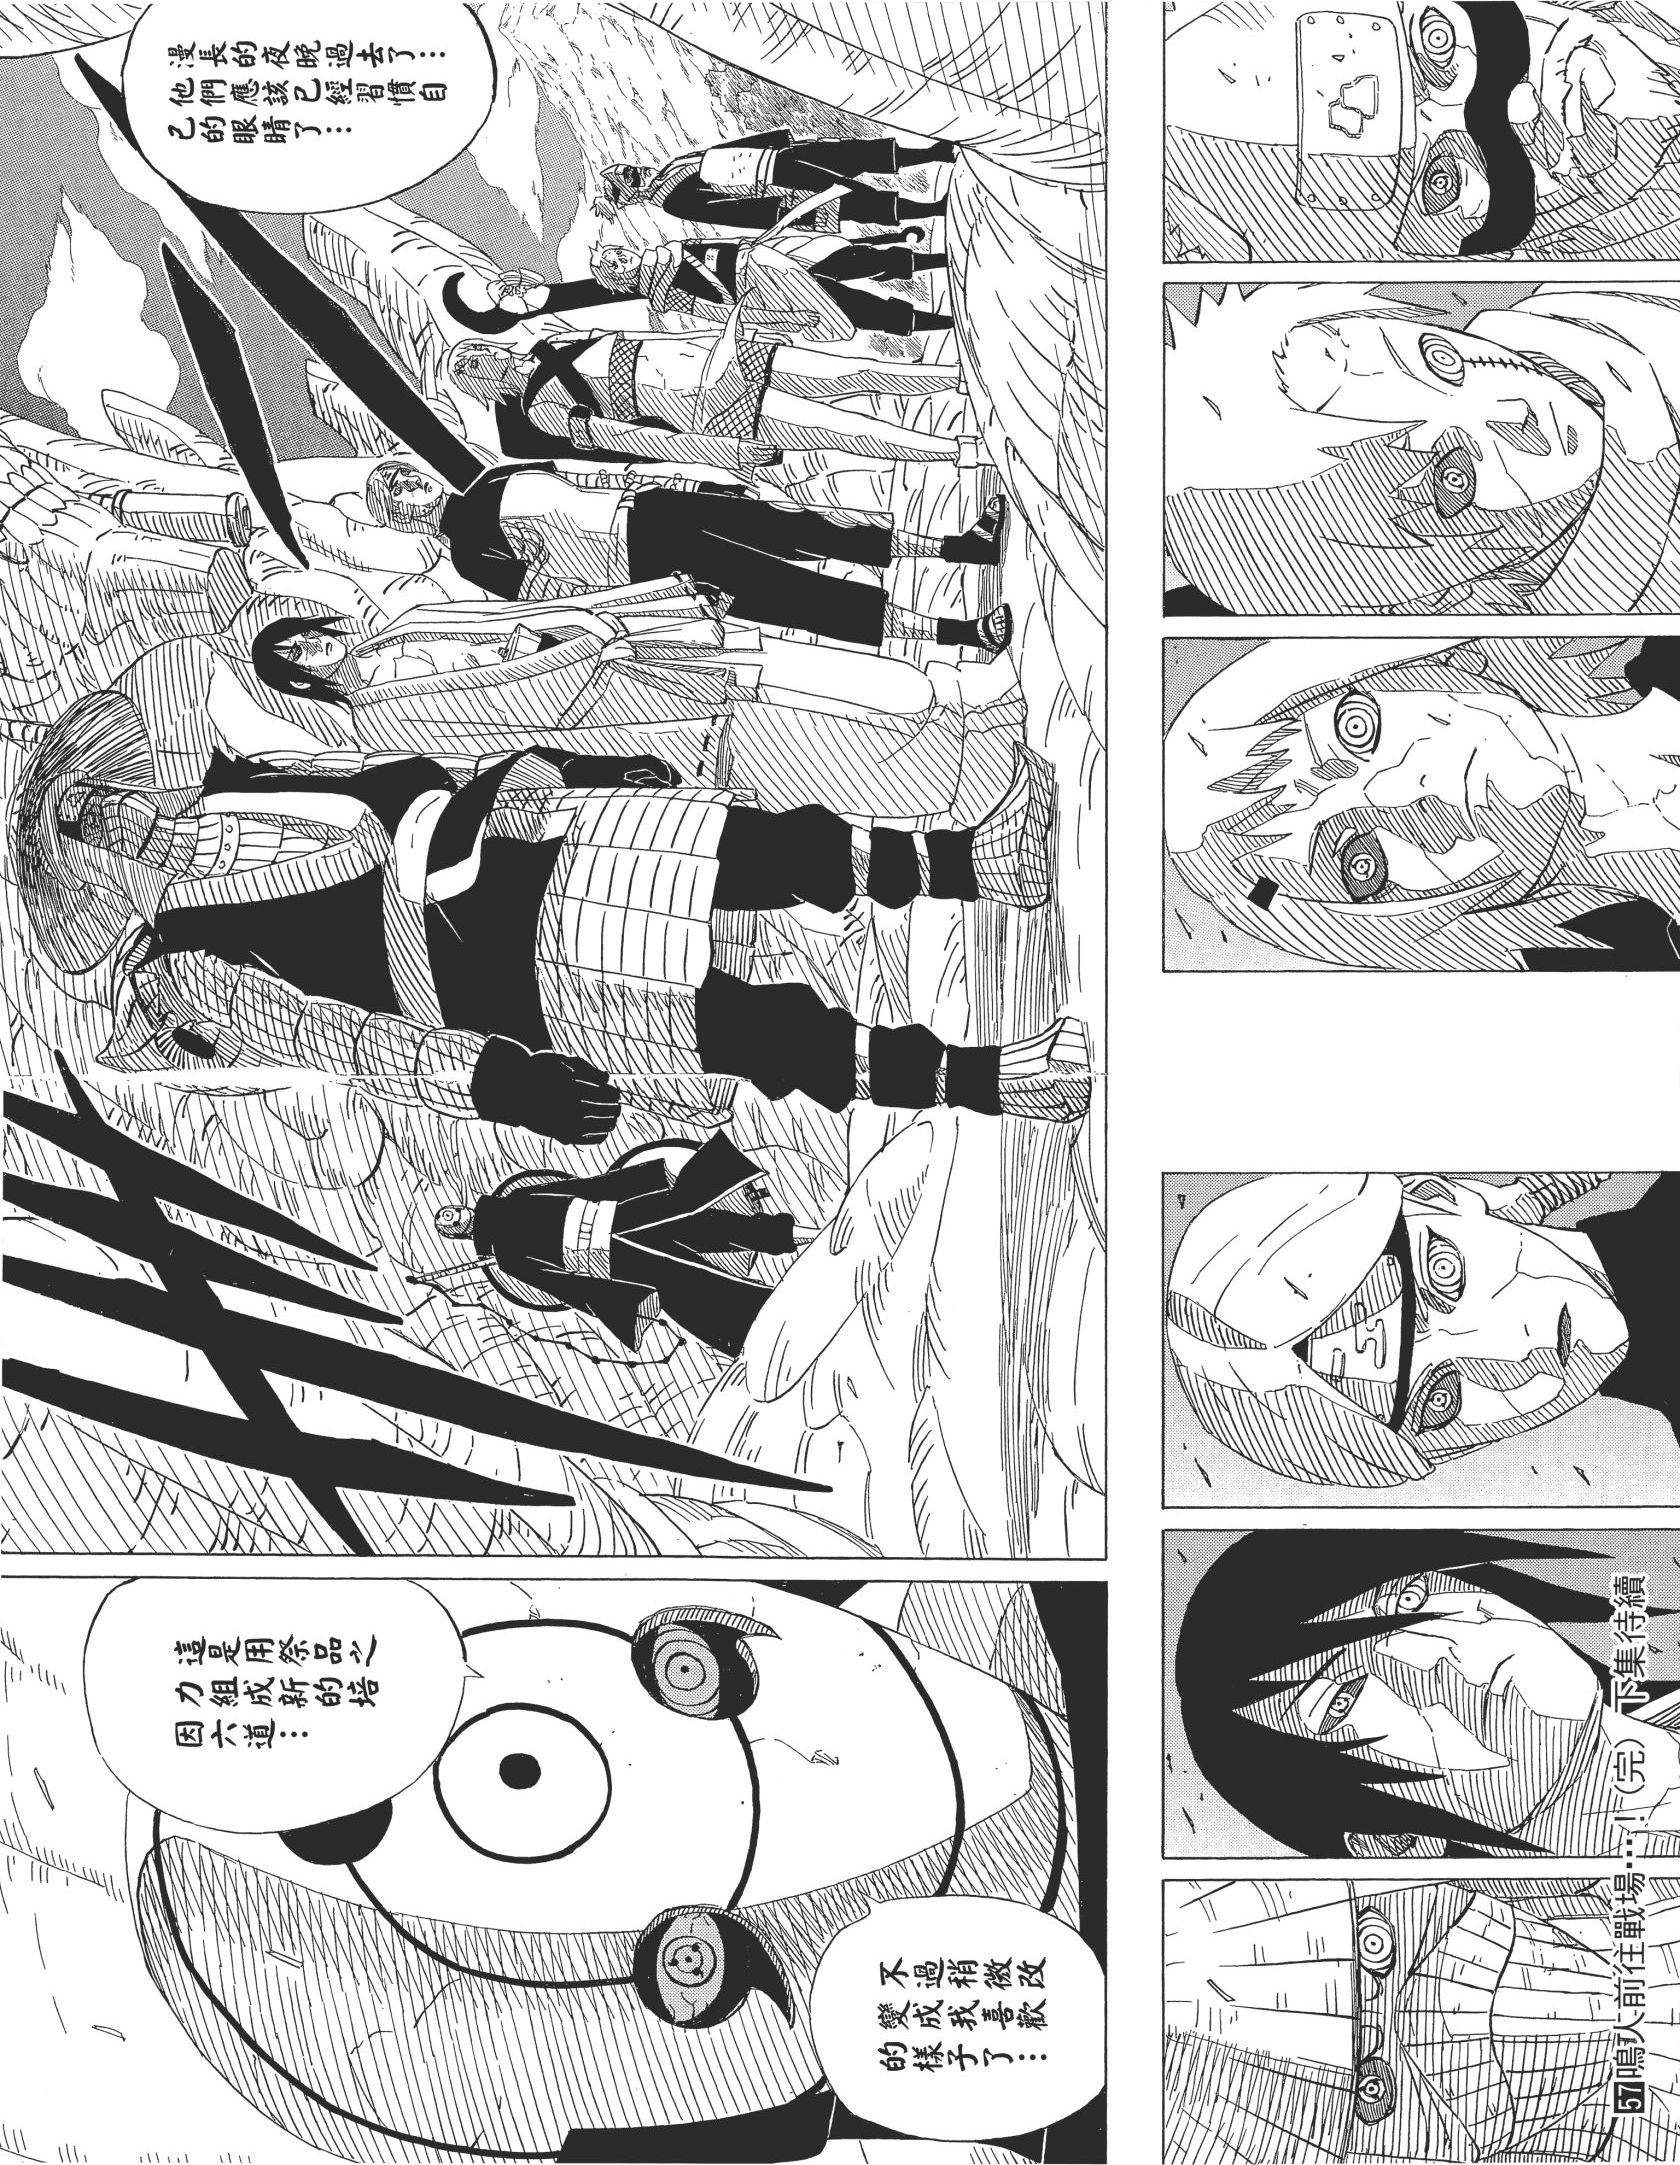 漫長的夜晚過去了…
他們應該已經習慣自
己的眼睛了…
這是用祭品之
力組成新的培
因六道…
不過稍微改
變成我喜歡
的樣子了…
57鳴人前往戰場…！（完）　下集待續